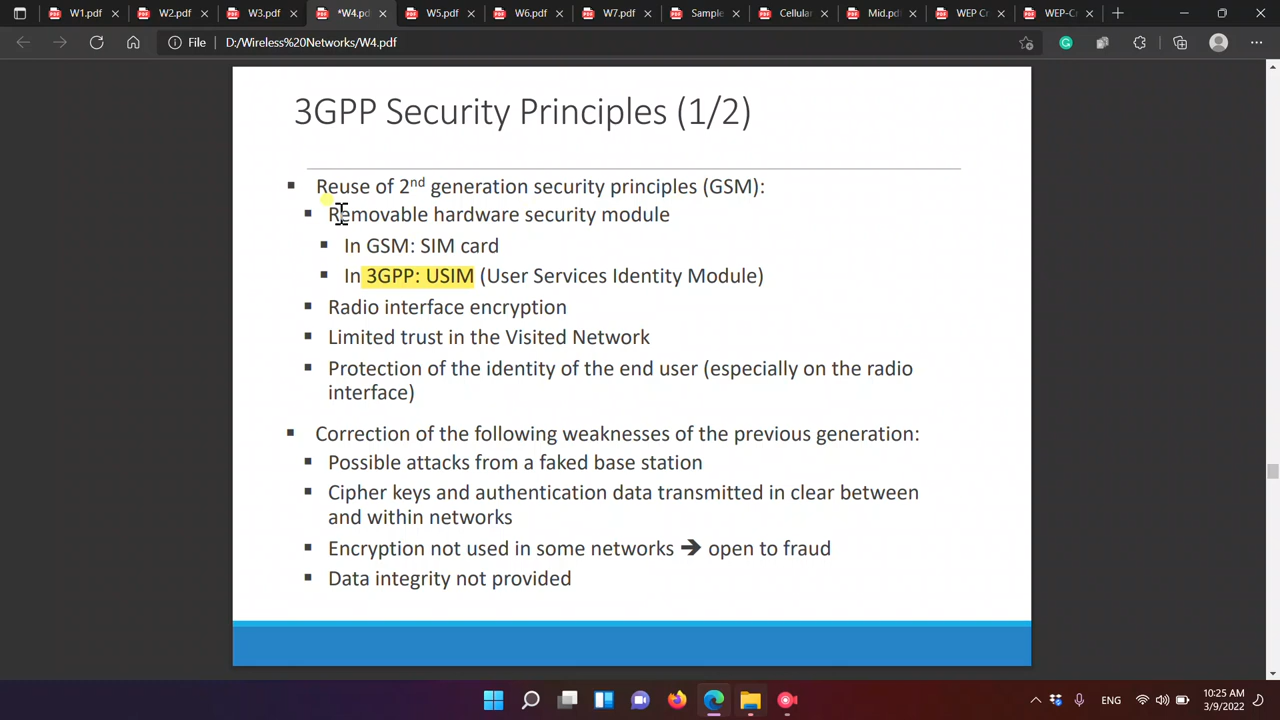 W1.pdf
W2.pdf
W3.pdf
*W4.pdf
W5.pdf
W6.pdf
W7.pdf
Sample
Cellular
Mid.pdf
WEP Cr
WEP-Cr
File
D:/Wireless%20Networks/W4.pdf
3GPP Security Principles (1/2)
▪ Reuse of 2nd generation security principles (GSM):
▪ Removable hardware security module
▪ In GSM: SIM card
▪ In 3GPP: USIM (User Services Identity Module)
▪ Radio interface encryption
▪ Limited trust in the Visited Network
▪ Protection of the identity of the end user (especially on the radio
interface)
▪ Correction of the following weaknesses of the previous generation:
▪ Possible attacks from a faked base station
▪ Cipher keys and authentication data transmitted in clear between
and within networks
▪ Encryption not used in some networks ➔ open to fraud
▪ Data integrity not provided
ENG
10:25 AM
3/9/2022